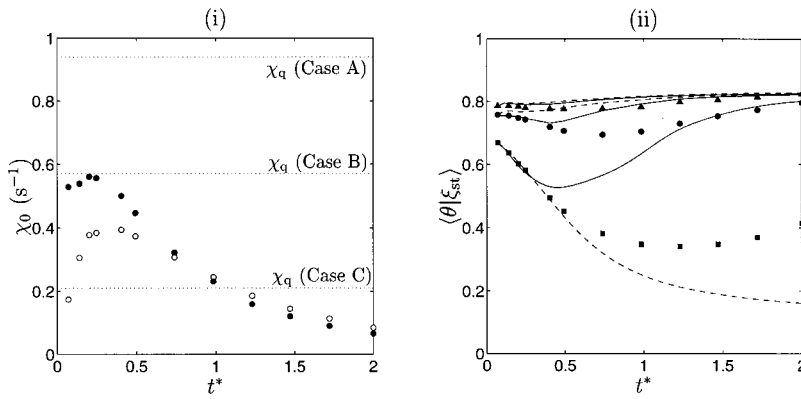 (i)
1
0.8
0.6
0.4
0.2
0
χ₀ (s⁻¹)
χq (Case A)
χq (Case B)
χq (Case C)
0 0.5 1 1.5 2
t*
(ii)
1
0.8
0.6
0.4
0.2
0
⟨θ|ξst⟩
0 0.5 1 1.5 2
t*